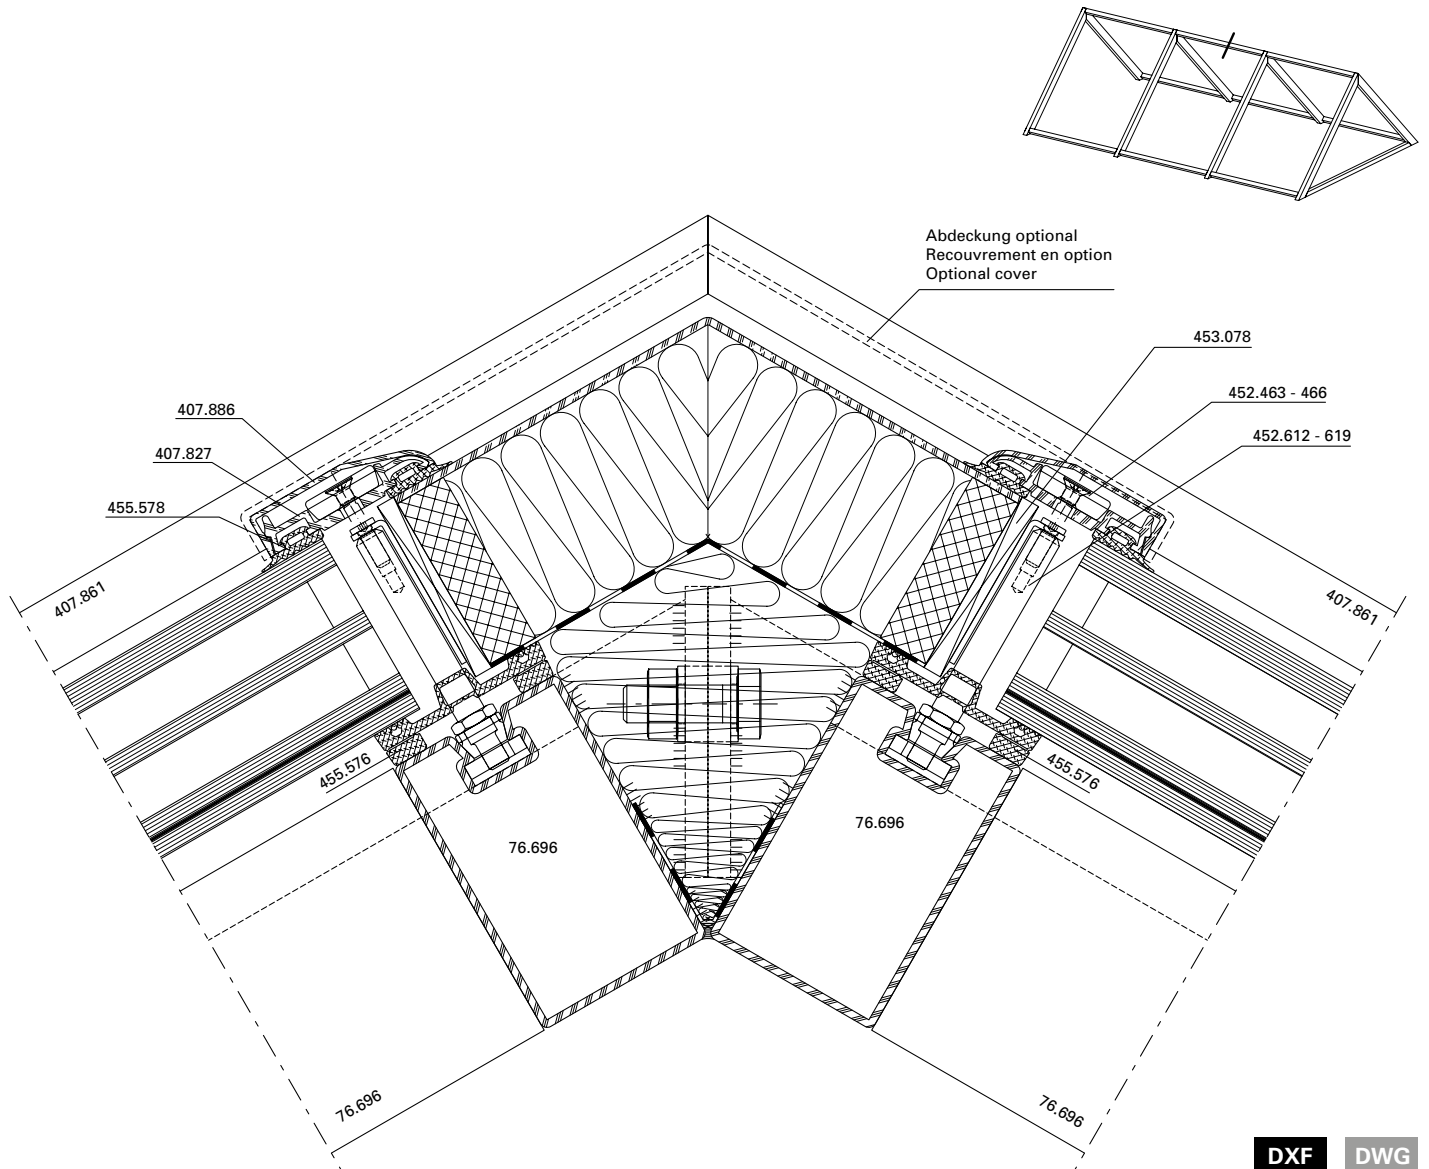 Abdeckung optional
Recouvrement en option
Optional cover
453.078
452.463 - 466
452.612 - 619
407.886
407.827
455.578
407.861
407.861
455.576
455.576
76.696
76.696
76.696
76.696
DXF DWG